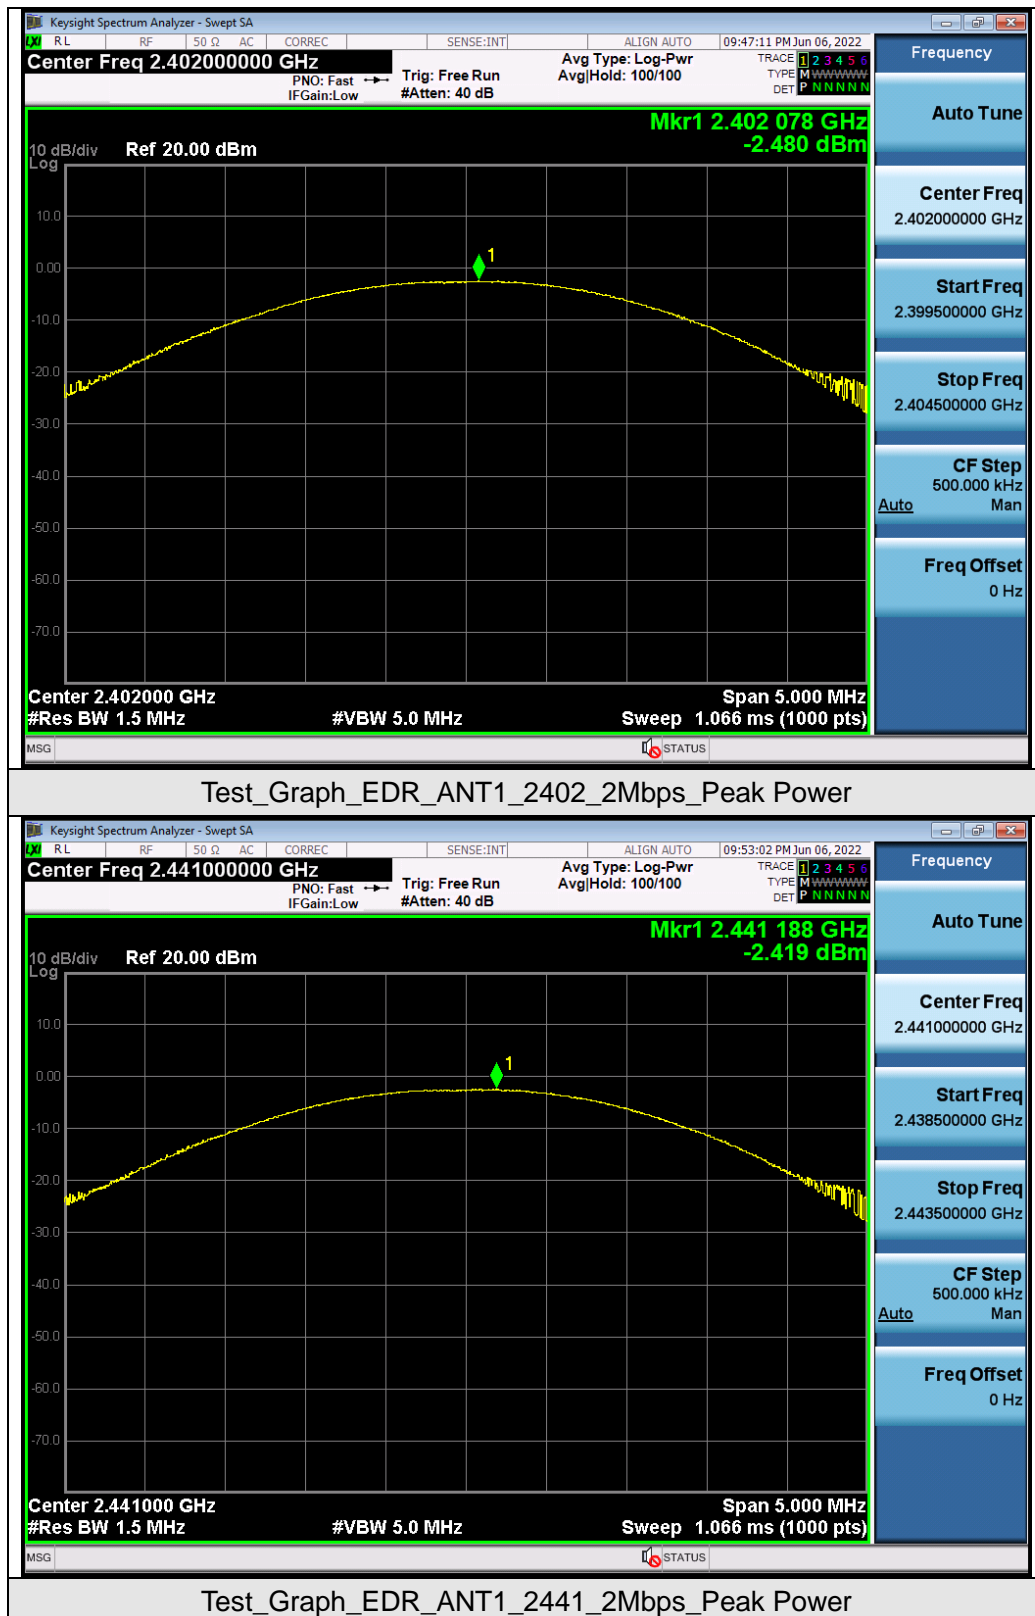 Keysight Spectrum Analyzer - Swept SA
LXI RL RF 50 Ω AC CORREC SENSE:INT ALIGN AUTO 09:47:11 PM Jun 06, 2022
Center Freq 2.402000000 GHz
PNO: Fast
IFGain:Low
Trig: Free Run
#Atten: 40 dB
Avg Type: Log-Pwr
Avg|Hold: 100/100
TRACE 1 2 3 4 5 6
TYPE M WWWWW
DET P N N N N N
Mkr1 2.402 078 GHz
-2.480 dBm
10 dB/div
Log
Ref 20.00 dBm
1
10.0
0.00
-10.0
-20.0
-30.0
-40.0
-50.0
-60.0
-70.0
Center 2.402000 GHz
Span 5.000 MHz
#Res BW 1.5 MHz
#VBW 5.0 MHz
Sweep 1.066 ms (1000 pts)
MSG
STATUS
Frequency
Auto Tune
Center Freq
2.402000000 GHz
Start Freq
2.399500000 GHz
Stop Freq
2.404500000 GHz
CF Step
500.000 kHz
Auto Man
Freq Offset
0 Hz
Test_Graph_EDR_ANT1_2402_2Mbps_Peak Power
Keysight Spectrum Analyzer - Swept SA
LXI RL RF 50 Ω AC CORREC SENSE:INT ALIGN AUTO 09:53:02 PM Jun 06, 2022
Center Freq 2.441000000 GHz
PNO: Fast
IFGain:Low
Trig: Free Run
#Atten: 40 dB
Avg Type: Log-Pwr
Avg|Hold: 100/100
TRACE 1 2 3 4 5 6
TYPE M WWWWW
DET P N N N N N
Mkr1 2.441 188 GHz
-2.419 dBm
10 dB/div
Log
Ref 20.00 dBm
1
10.0
0.00
-10.0
-20.0
-30.0
-40.0
-50.0
-60.0
-70.0
Center 2.441000 GHz
Span 5.000 MHz
#Res BW 1.5 MHz
#VBW 5.0 MHz
Sweep 1.066 ms (1000 pts)
MSG
STATUS
Frequency
Auto Tune
Center Freq
2.441000000 GHz
Start Freq
2.438500000 GHz
Stop Freq
2.443500000 GHz
CF Step
500.000 kHz
Auto Man
Freq Offset
0 Hz
Test_Graph_EDR_ANT1_2441_2Mbps_Peak Power